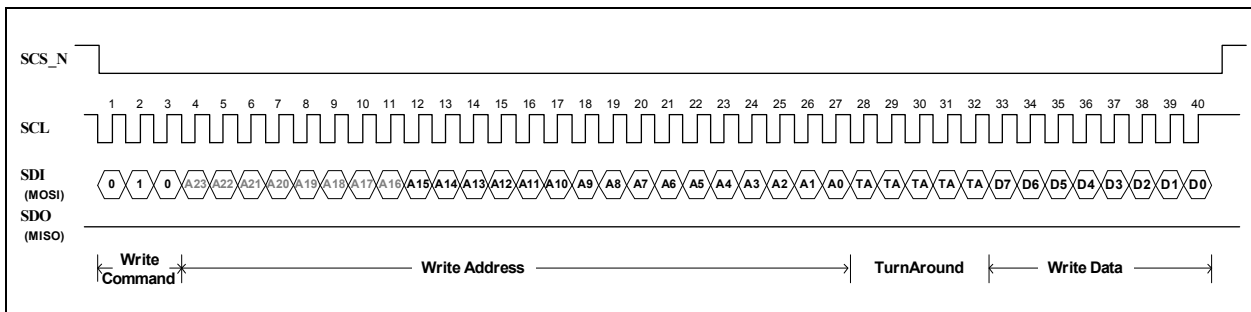 SCS_N
1 2 3 4 5 6 7 8 9 10 11 12 13 14 15 16 17 18 19 20 21 22 23 24 25 26 27 28 29 30 31 32 33 34 35 36 37 38 39 40
SCL
SDI
(MOSI)
0 1 0 A23 A22 A21 A20 A19 A18 A17 A16 A15 A14 A13 A12 A11 A10 A9 A8 A7 A6 A5 A4 A3 A2 A1 A0 TA TA TA TA TA D7 D6 D5 D4 D3 D2 D1 D0
SDO
(MISO)
Write
Command
Write Address
TurnAround
Write Data